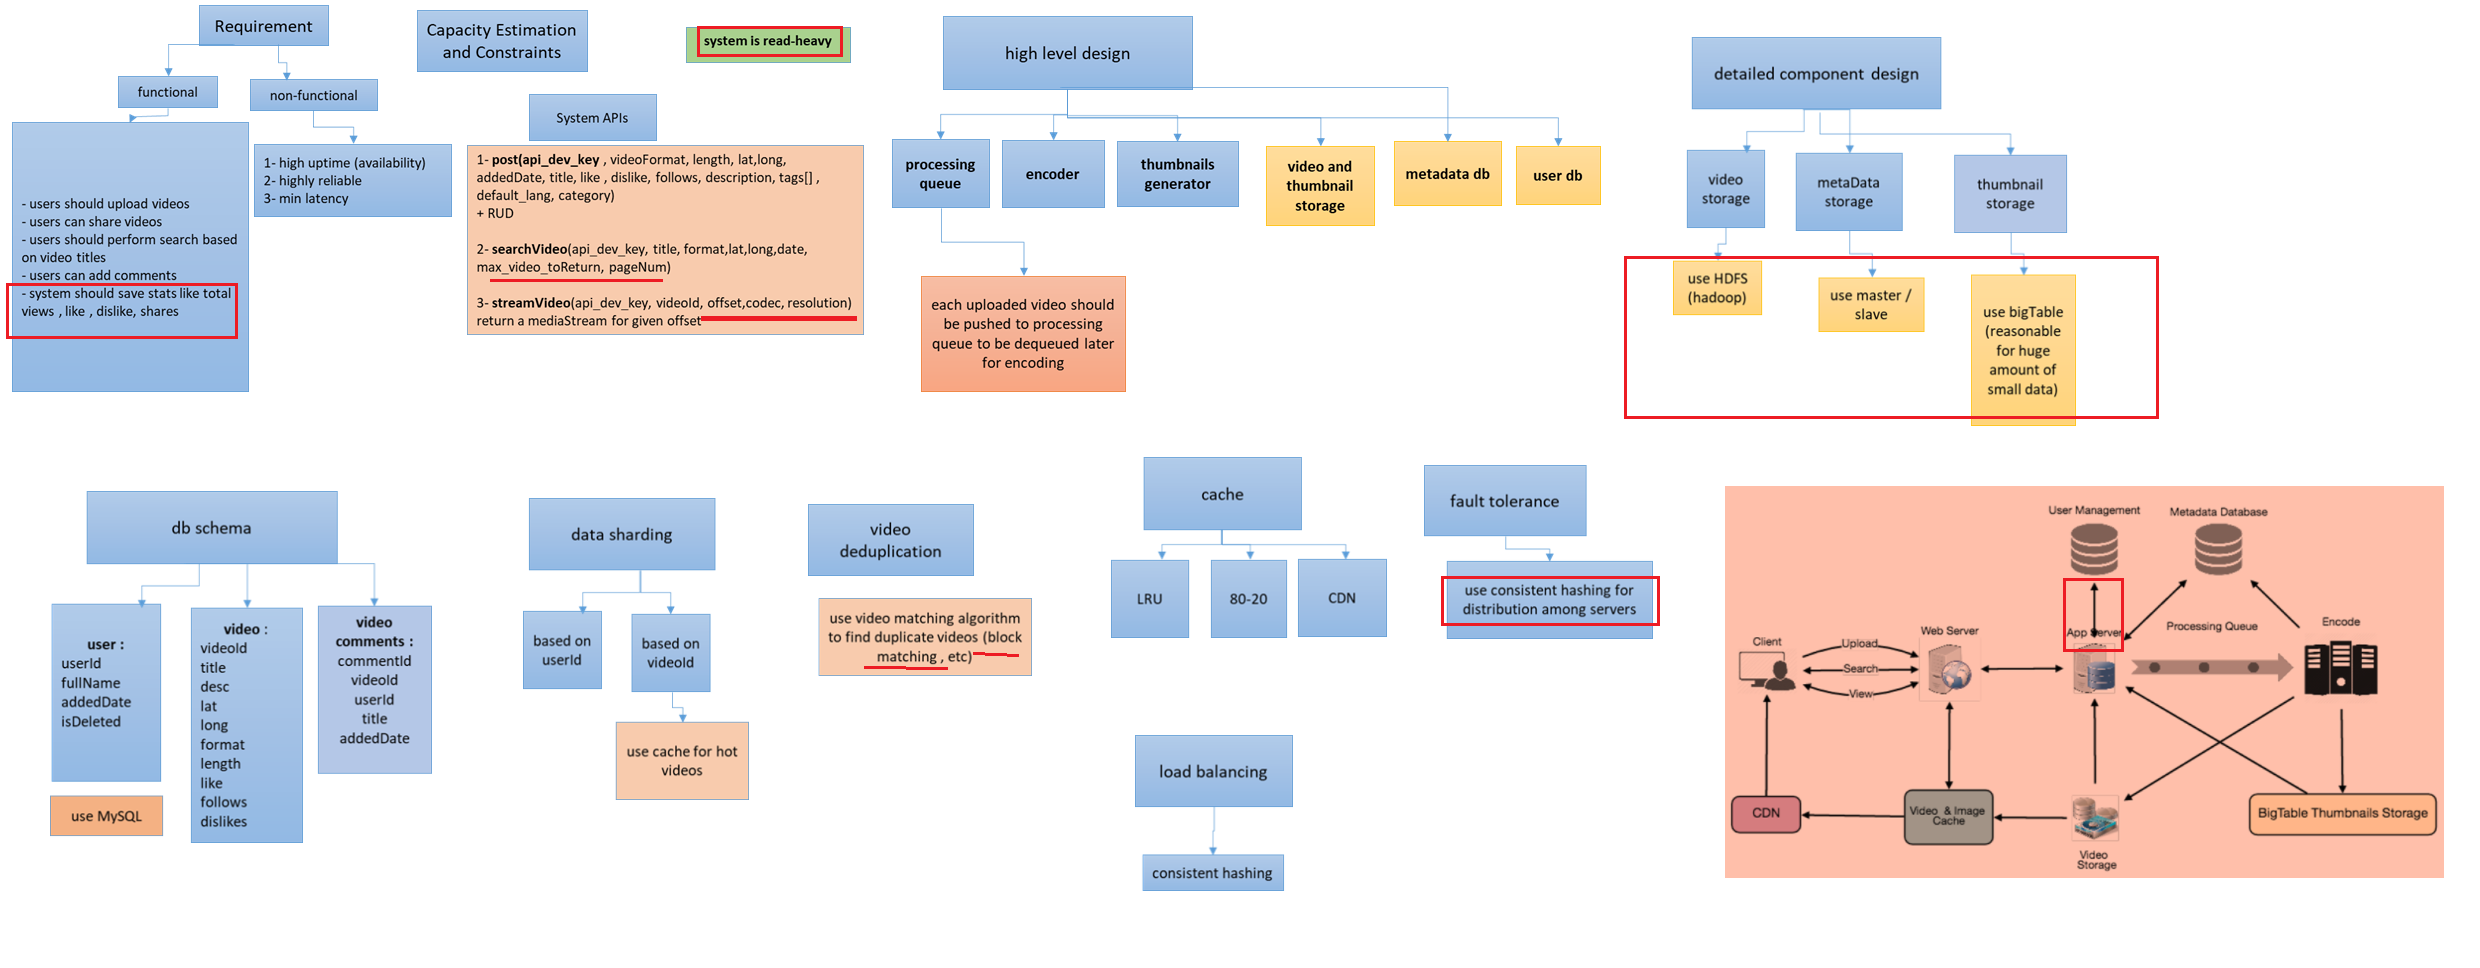 Requirement
functional
non-functional
- users should upload videos
- users can share videos
- users should perform search based
on video titles
- users can add comments
- system should save stats like total
views , like , dislike, shares
1- high uptime (availability)
2- highly reliable
3- min latency
Capacity Estimation
and Constraints
system is read-heavy
System APIs
1- post(api_dev_key , videoFormat, length, lat,long,
addedDate, title, like , dislike, follows, description, tags[] ,
default_lang, category)
+ RUD
2- searchVideo(api_dev_key, title, format,lat,long,date,
max_video_toReturn, pageNum)
3- streamVideo(api_dev_key, videoId, offset,codec, resolution)
return a mediaStream for given offset
high level design
processing
queue
encoder
thumbnails
generator
video and
thumbnail
storage
metadata db
user db
each uploaded video should
be pushed to processing
queue to be dequeued later
for encoding
detailed component design
video
storage
metaData
storage
thumbnail
storage
use HDFS
(hadoop)
use master /
slave
use bigTable
(reasonable
for huge
amount of
small data)
db schema
user :
userId
fullName
addedDate
isDeleted
use MySQL
video :
videoId
title
desc
lat
long
format
length
like
follows
dislikes
video
comments :
commentId
videoId
userId
title
addedDate
data sharding
based on
userId
based on
videoId
use cache for hot
videos
video
deduplication
use video matching algorithm
to find duplicate videos (block
matching , etc)
cache
LRU
80-20
CDN
fault tolerance
use consistent hashing for
distribution among servers
load balancing
consistent hashing
User Management
Metadata Database
Client
Upload
Search
View
Web Server
App Server
Processing Queue
Encode
CDN
Video & Image
Cache
Video
Storage
BigTable Thumbnails Storage